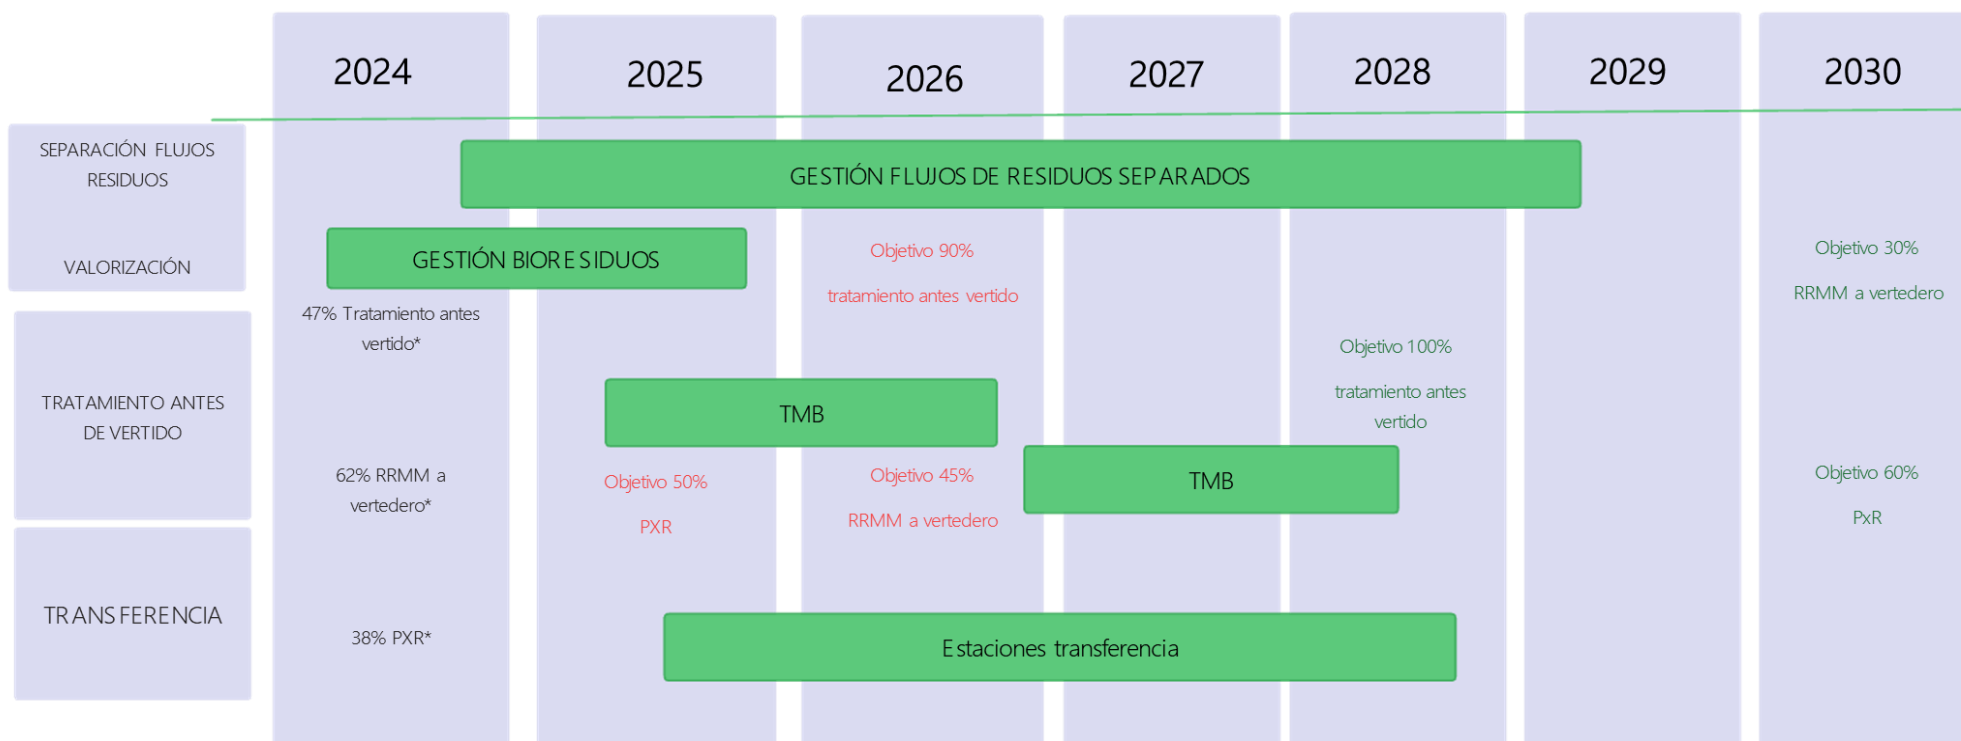 2024
2025
2026
2027
2028
2029
2030
SEPARACIÓN FLUJOS
RESIDUOS
GESTIÓN FLUJOS DE RESIDUOS SEPARADOS
VALORIZACIÓN
GESTIÓN BIORESIDUOS
Objetivo 90%
tratamiento antes vertido
Objetivo 30%
RRMM a vertedero
47% Tratamiento antes
vertido*
Objetivo 100%
tratamiento antes
vertido
TRATAMIENTO ANTES
DE VERTIDO
TMB
62% RRMM a
vertedero*
Objetivo 50%
PXR
Objetivo 45%
RRMM a vertedero
TMB
Objetivo 60%
PxR
TRANSFERENCIA
38% PXR*
Estaciones transferencia